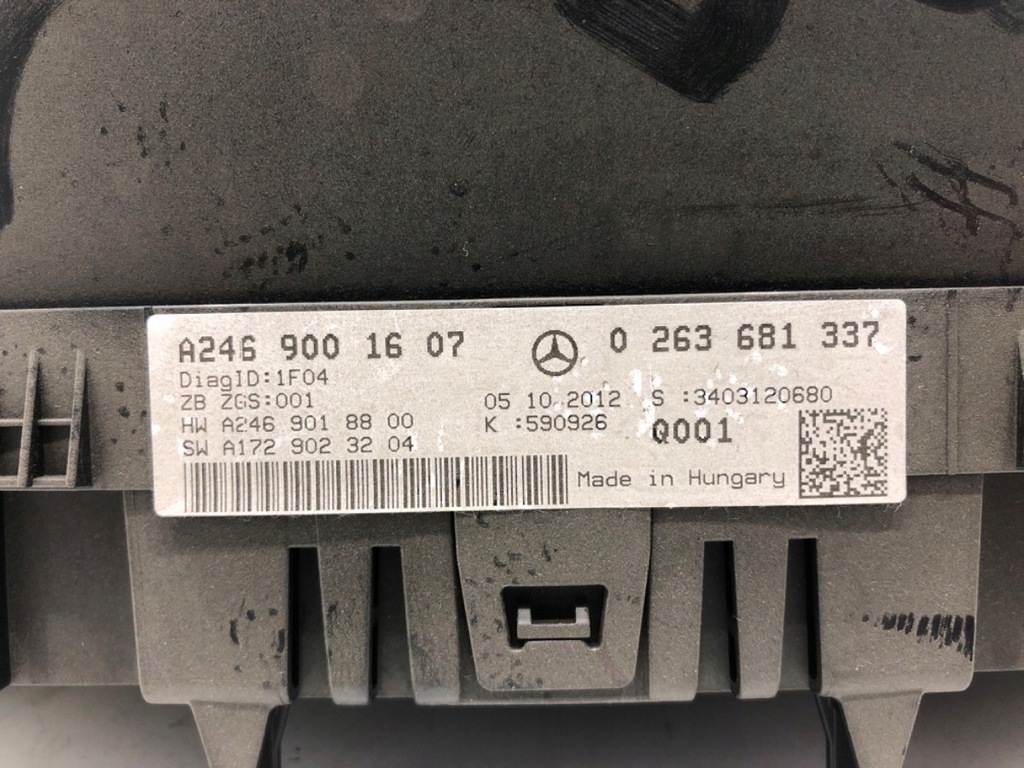 A246 900 16 07 0 263 681 337
DiagID:1F04
ZB ZGS:001 05 10 2012 S :3403120680
HW A246 901 88 00 K :590926 Q001
SW A172 902 32 04
Made in Hungary